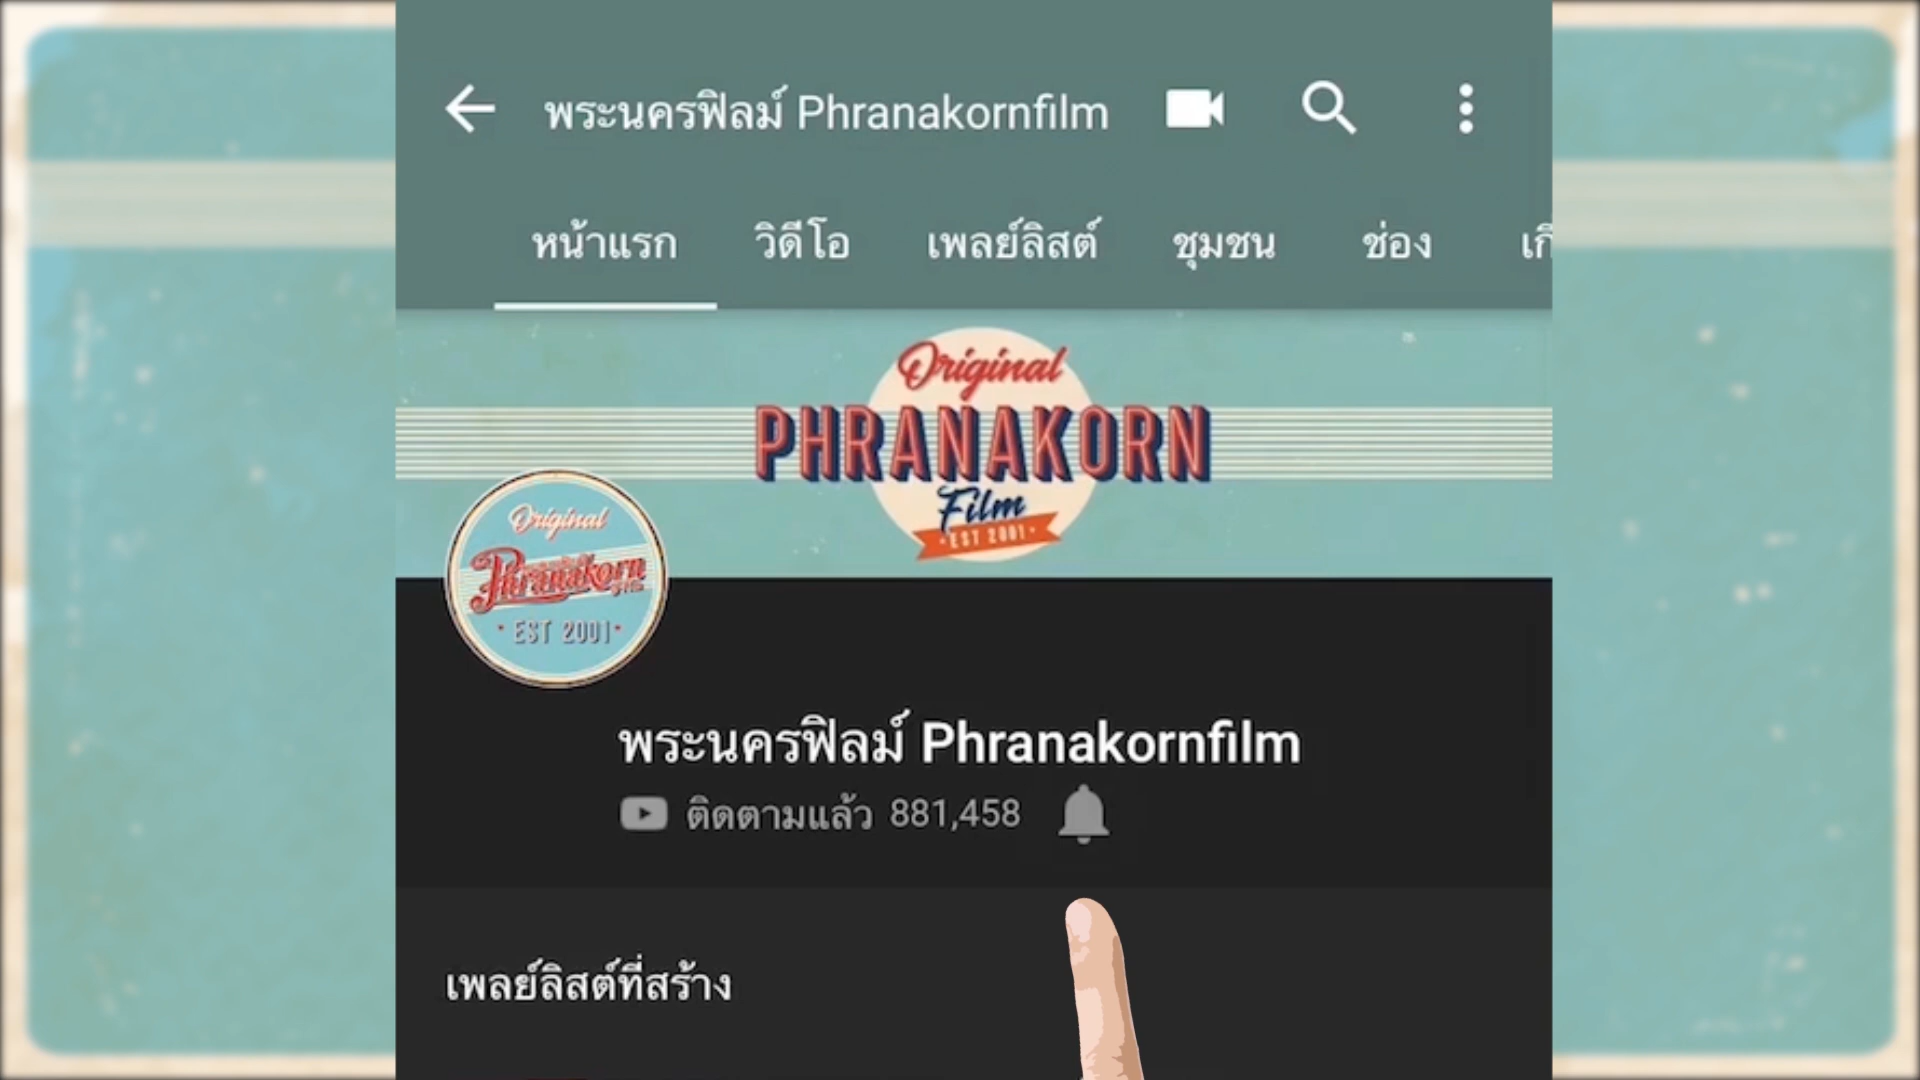 พระนครฟิลม์ Phranakornfilm
หน้าแรก วิดีโอ เพลย์ลิสต์ ชุมชน ช่อง เกี
Original
PHRANAKORN
Film
EST 2001
Original
Phranakorn
EST 2001
พระนครฟิลม์ Phranakornfilm
ติดตามแล้ว 881,458
เพลย์ลิสต์ที่สร้าง